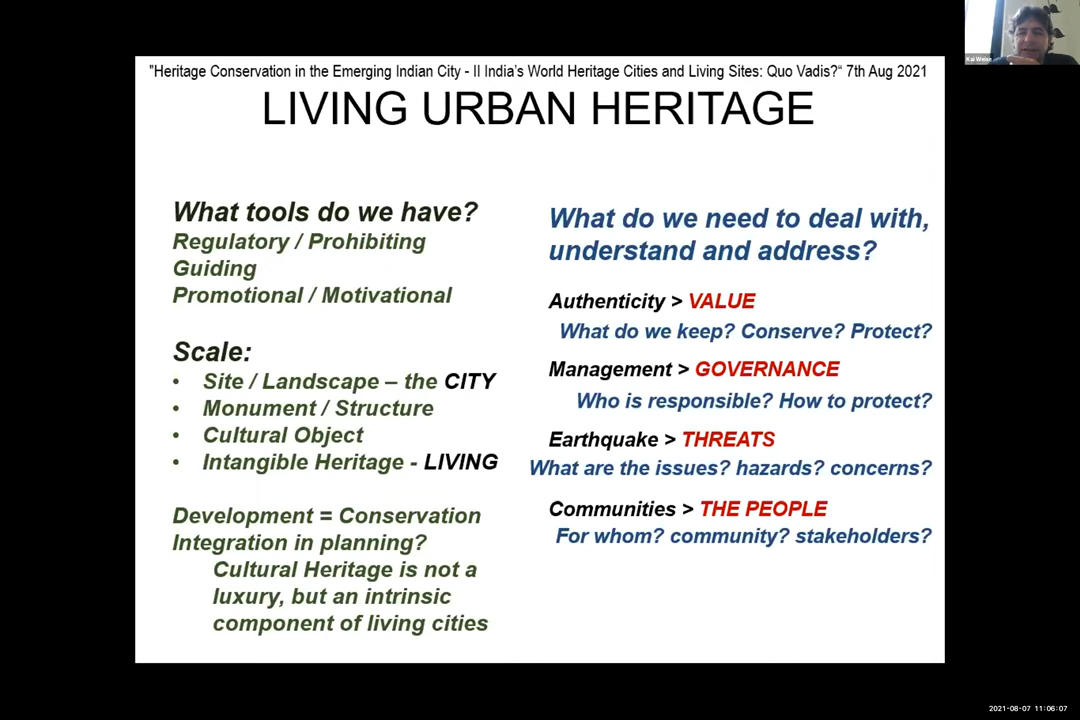 "Heritage Conservation in the Emerging Indian City - II India's World Heritage Cities and Living Sites: Quo Vadis?“ 7th Aug 2021
LIVING URBAN HERITAGE
What tools do we have?
Regulatory / Prohibiting
Guiding
Promotional / Motivational
Scale:
• Site / Landscape – the CITY
• Monument / Structure
• Cultural Object
• Intangible Heritage - LIVING
Development = Conservation
Integration in planning?
Cultural Heritage is not a
luxury, but an intrinsic
component of living cities
What do we need to deal with,
understand and address?
Authenticity > VALUE
What do we keep? Conserve? Protect?
Management > GOVERNANCE
Who is responsible? How to protect?
Earthquake > THREATS
What are the issues? hazards? concerns?
Communities > THE PEOPLE
For whom? community? stakeholders?
Kai Weise
2021-08-07 11:06:07